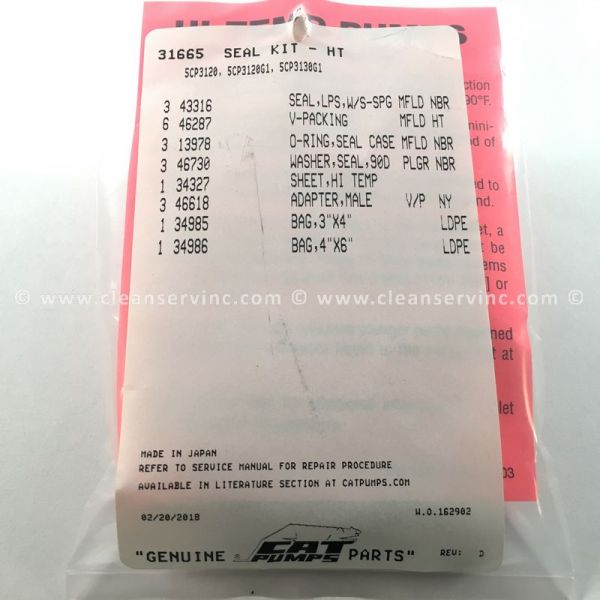 HI-TEMP PUMPS
31665 SEAL KIT - HT
5CP3120, 5CP3120G1, 5CP3130G1
3 43316 SEAL,LPS,W/S-SPG MFLD NBR
6 46287 V-PACKING MFLD HT
3 13978 O-RING,SEAL CASE MFLD NBR
3 46730 WASHER,SEAL,90D PLGR NBR
1 34327 SHEET,HI TEMP
3 46618 ADAPTER,MALE V/P NY
1 34985 BAG,3"X4" LDPE
1 34986 BAG,4"X6" LDPE
© www.cleanservinc.com © www.cleanservinc.com ©
MADE IN JAPAN
REFER TO SERVICE MANUAL FOR REPAIR PROCEDURE
AVAILABLE IN LITERATURE SECTION AT CATPUMPS.COM
02/20/2018 W.O.162902
"GENUINE ® CAT PUMPS PARTS" REV: D